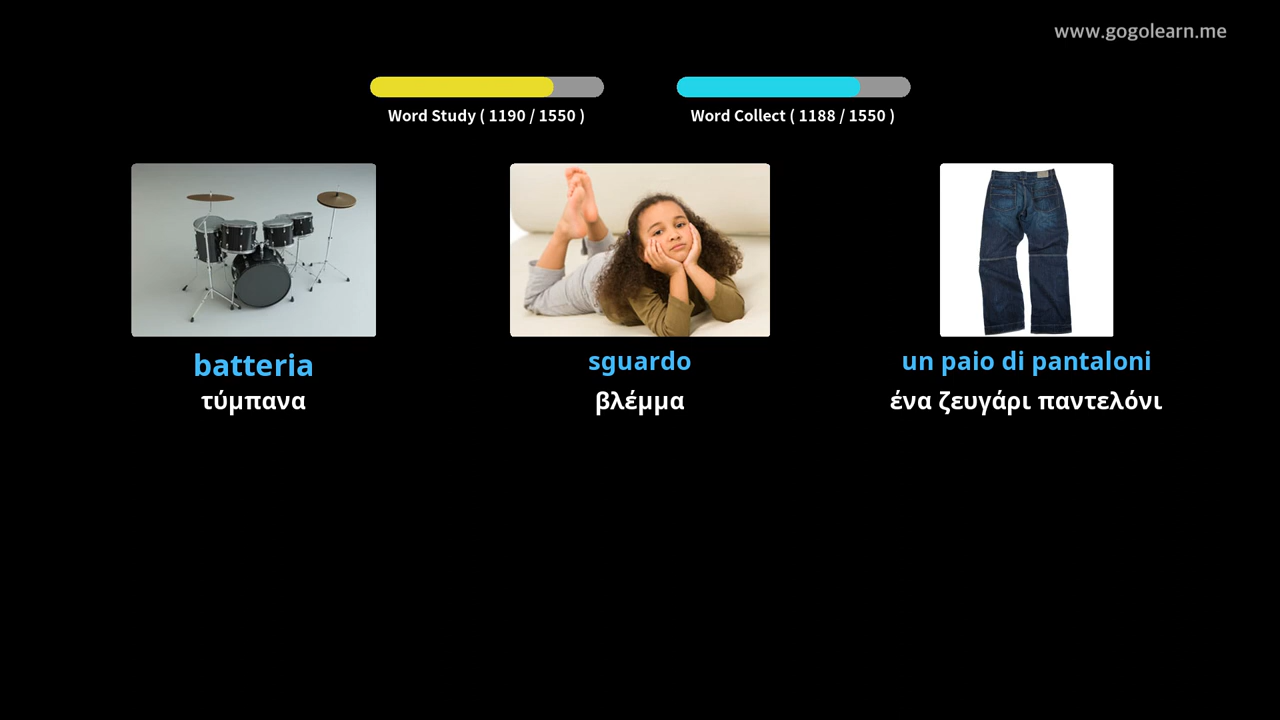 www.gogolearn.me
Word Study ( 1190 / 1550 )
Word Collect ( 1188 / 1550 )
batteria
τύμπανα
sguardo
βλέμμα
un paio di pantaloni
ένα ζευγάρι παντελόνι